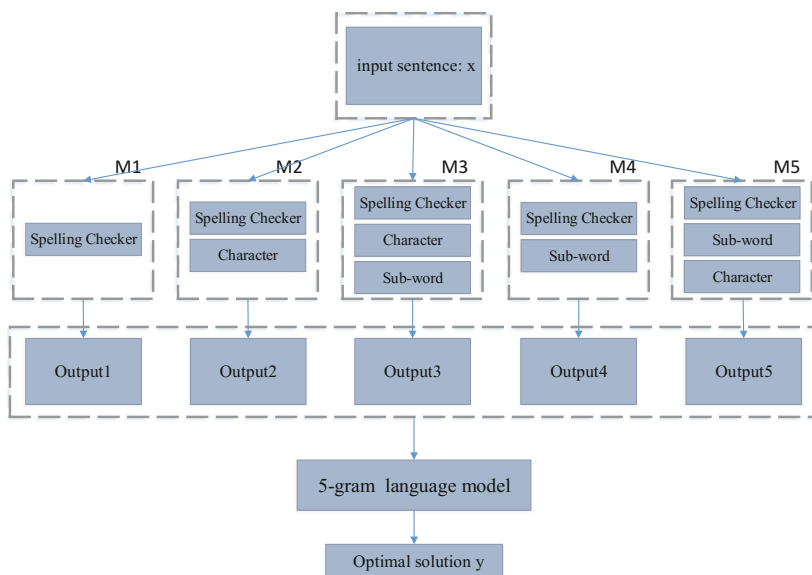 input sentence: x
M1
M2
M3
M4
M5
Spelling Checker
Spelling Checker
Character
Spelling Checker
Character
Sub-word
Spelling Checker
Sub-word
Spelling Checker
Sub-word
Character
Output1
Output2
Output3
Output4
Output5
5-gram language model
Optimal solution y